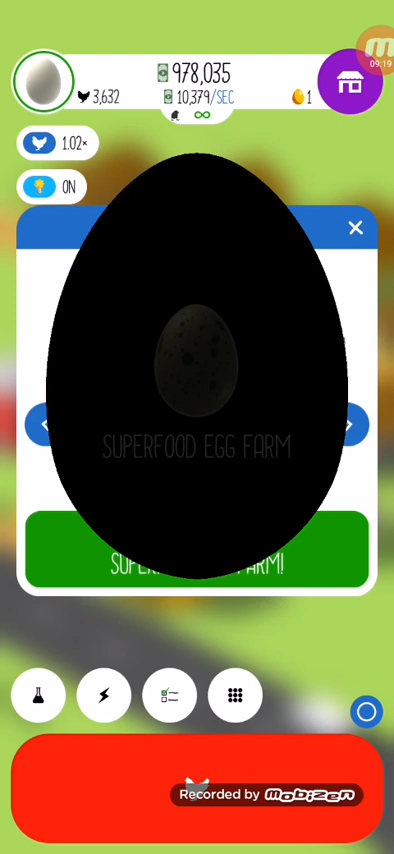 978,035
09:19
3,632
10,379/SEC
1
∞
1.02×
ON
SUPERFOOD EGG FARM
FARM!
Recorded by mobizen